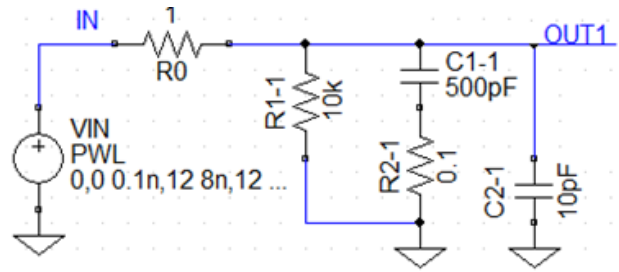 IN
1
R0
OUT1
R1-1
10k
C1-1
500pF
R2-1
0.1
C2-1
10pF
VIN
PWL
0,0 0.1n,12 8n,12 ...